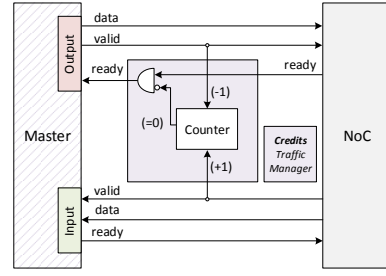 data
valid
ready
Output
ready
(-1)
Counter
(=0)
(+1)
Credits
Traffic
Manager
Master
NoC
valid
data
ready
Input